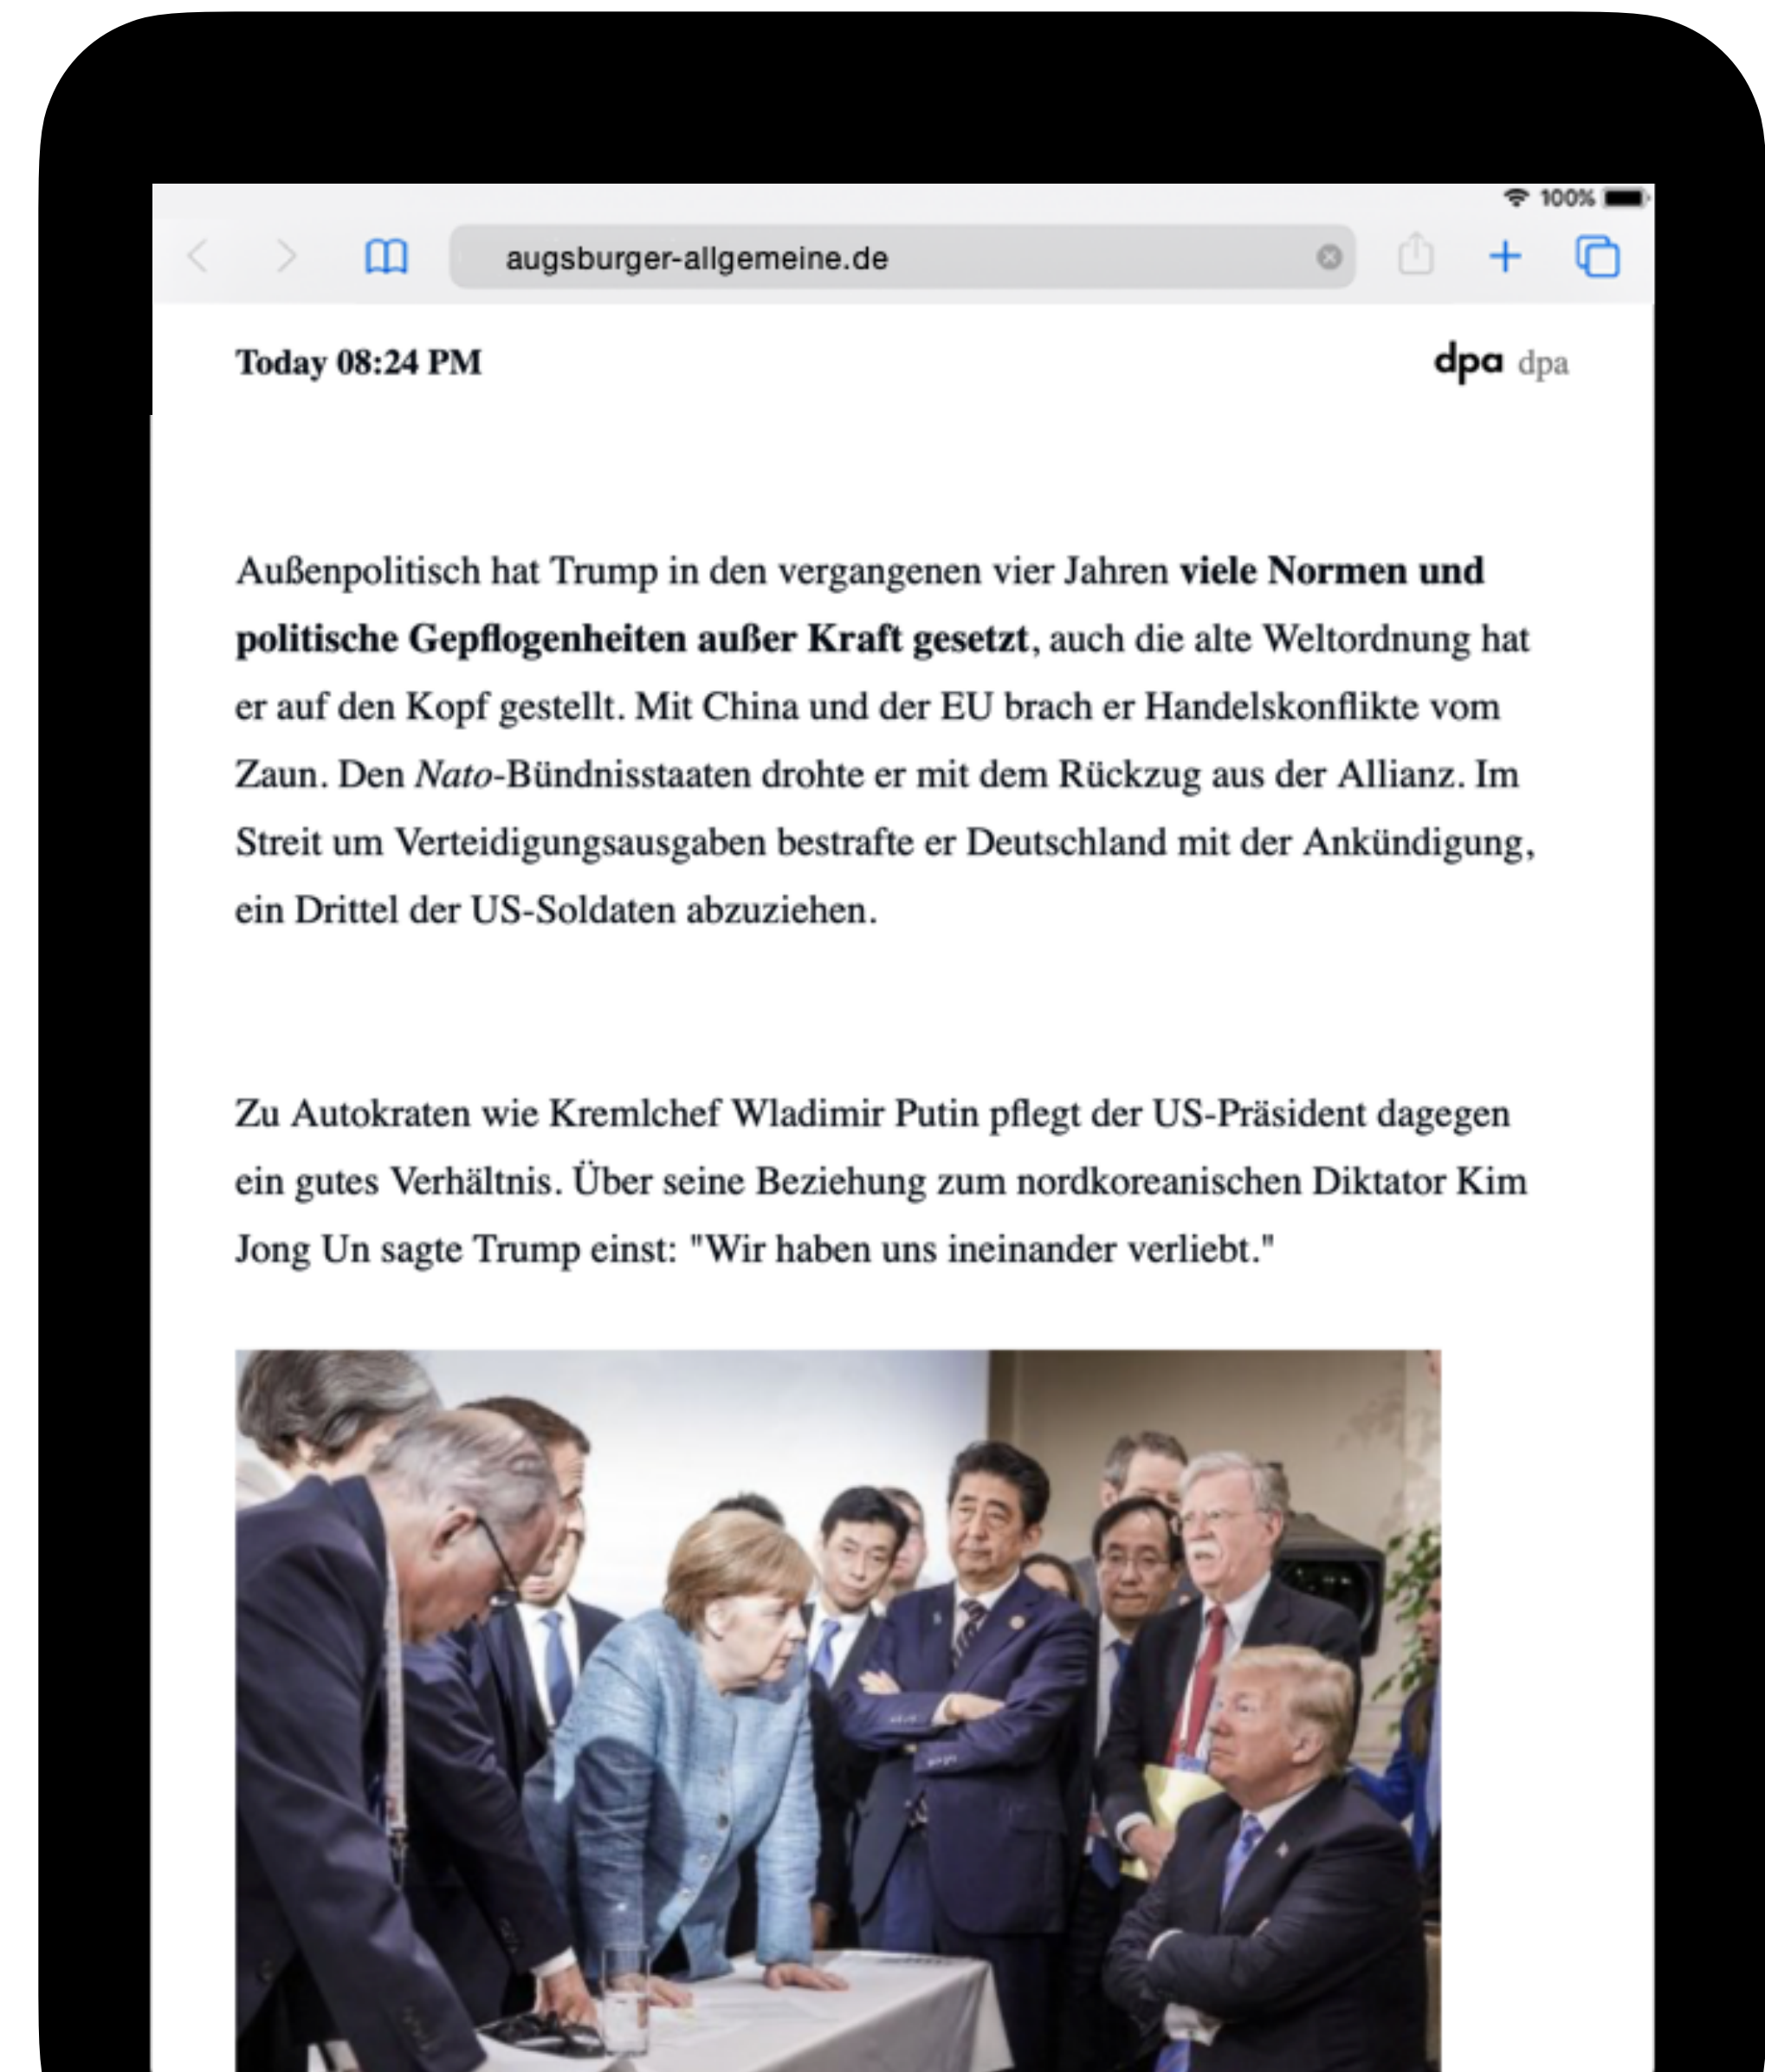 100%
augsburger-allgemeine.de
Today 08:24 PM
dpa dpa
Außenpolitisch hat Trump in den vergangenen vier Jahren viele Normen und
politische Gepflogenheiten außer Kraft gesetzt, auch die alte Weltordnung hat
er auf den Kopf gestellt. Mit China und der EU brach er Handelskonflikte vom
Zaun. Den Nato-Bündnisstaaten drohte er mit dem Rückzug aus der Allianz. Im
Streit um Verteidigungsausgaben bestrafte er Deutschland mit der Ankündigung,
ein Drittel der US-Soldaten abzuziehen.
Zu Autokraten wie Kremlchef Wladimir Putin pflegt der US-Präsident dagegen
ein gutes Verhältnis. Über seine Beziehung zum nordkoreanischen Diktator Kim
Jong Un sagte Trump einst: "Wir haben uns ineinander verliebt."